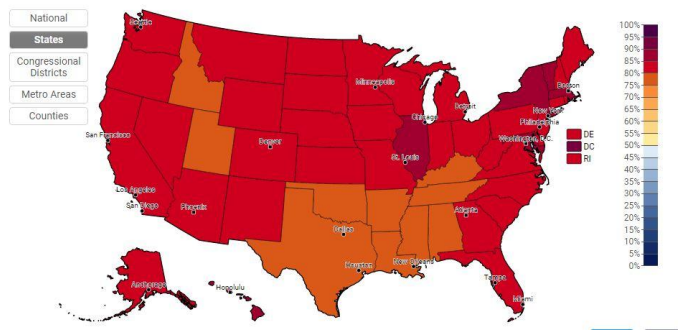 National
States
Congressional
Districts
Metro Areas
Counties
Seattle
Minneapolis
Boston
Detroit
New York
Chicago
Philadelphia
San Francisco
Denver
Washington, D.C.
St. Louis
Los Angeles
San Diego
Phoenix
Atlanta
Dallas
Houston
New Orleans
Tampa
Miami
Anchorage
Honolulu
DE
DC
RI
100%
95%
90%
85%
80%
75%
70%
65%
60%
55%
50%
45%
40%
35%
30%
25%
20%
15%
10%
5%
0%